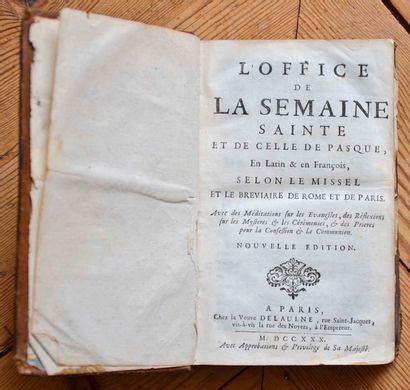 L'OFFICE
DE
LA SEMAINE
SAINTE
ET DE CELLE DE PASQUE,
En Latin & en François,
SELON LE MISSEL
ET LE BREVIAIRE DE ROME ET DE PARIS.
Avec des Méditations sur les Evangiles, des Réflexions
sur les Mysteres & les Cérémonies, & des Prieres
pour la Confession & la Communion.
NOUVELLE EDITION.
A PARIS,
Chez la Veuve DELAULNE, rue Saint-Jacques,
vis-à-vis la rue des Noyers, à l'Empereur.
M. DCCXXX.
Avec Approbations & Privilege de Sa Majesté.